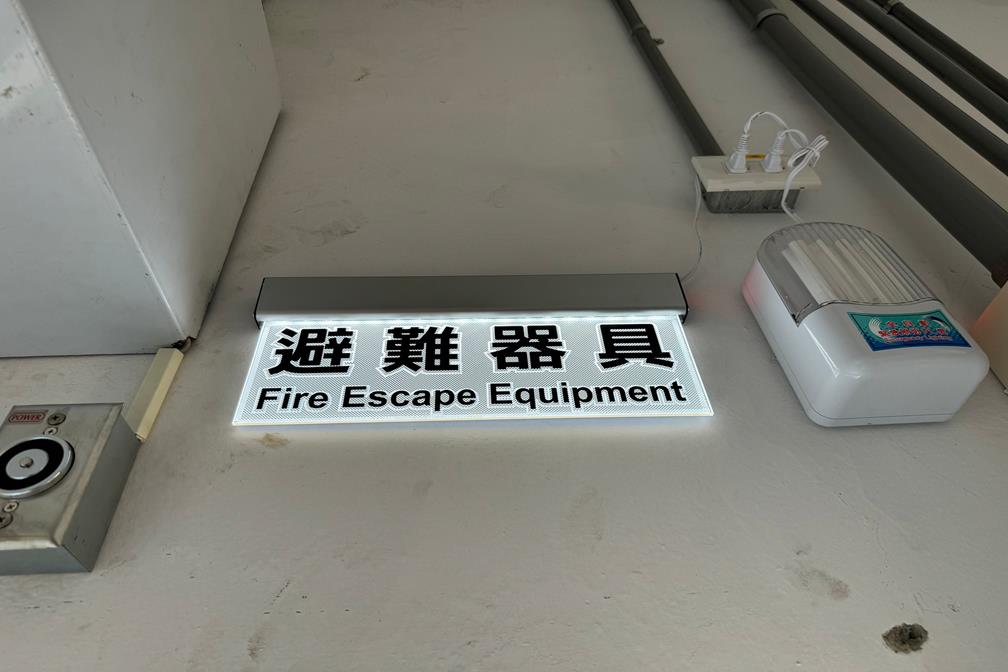 避難器具
Fire Escape Equipment
POWER